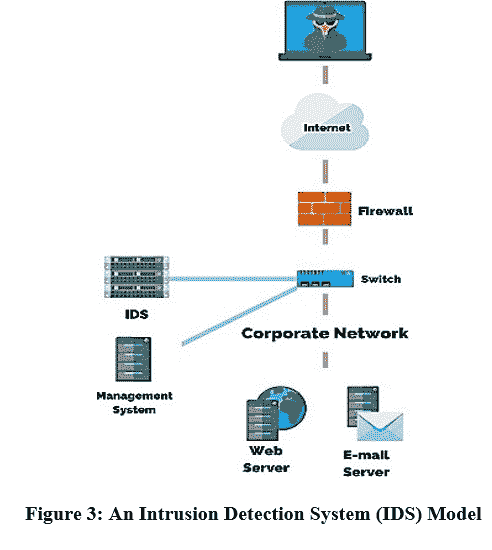 Internet
Firewall
Switch
IDS
Corporate Network
Management
System
Web
Server
E-mail
Server
Figure 3: An Intrusion Detection System (IDS) Model